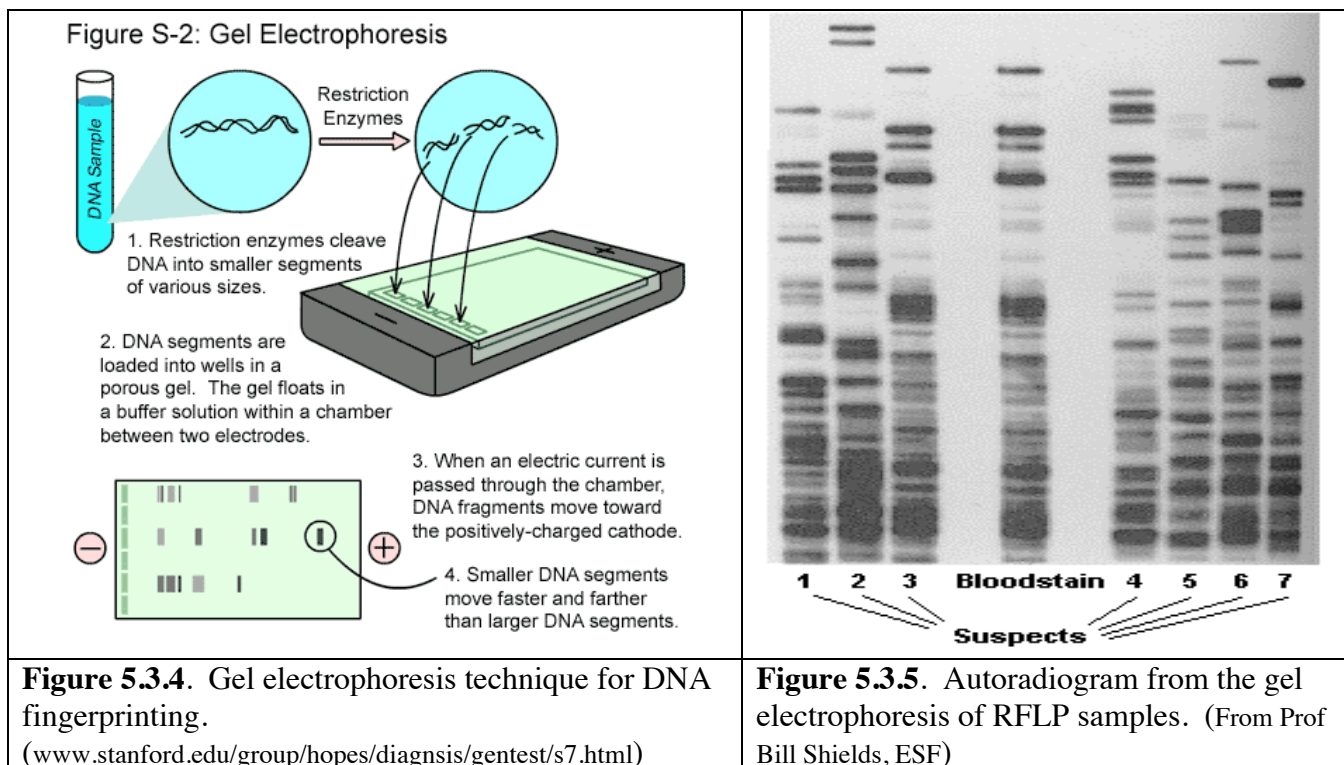 Figure S-2: Gel Electrophoresis
DNA Sample
Restriction
Enzymes
1. Restriction enzymes cleave
DNA into smaller segments
of various sizes.
+
−
2. DNA segments are
loaded into wells in a
porous gel. The gel floats in
a buffer solution within a chamber
between two electrodes.
3. When an electric current is
passed through the chamber,
DNA fragments move toward
the positively-charged cathode.
−
+
4. Smaller DNA segments
move faster and farther
than larger DNA segments.
1 2 3 Bloodstain 4 5 6 7
Suspects
Figure 5.3.4. Gel electrophoresis technique for DNA
fingerprinting.
(www.stanford.edu/group/hopes/diagnsis/gentest/s7.html)
Figure 5.3.5. Autoradiogram from the gel
electrophoresis of RFLP samples. (From Prof
Bill Shields, ESF)